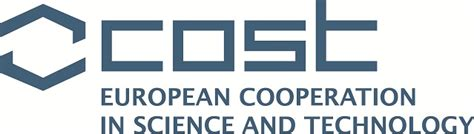 cost
EUROPEAN COOPERATION
IN SCIENCE AND TECHNOLOGY